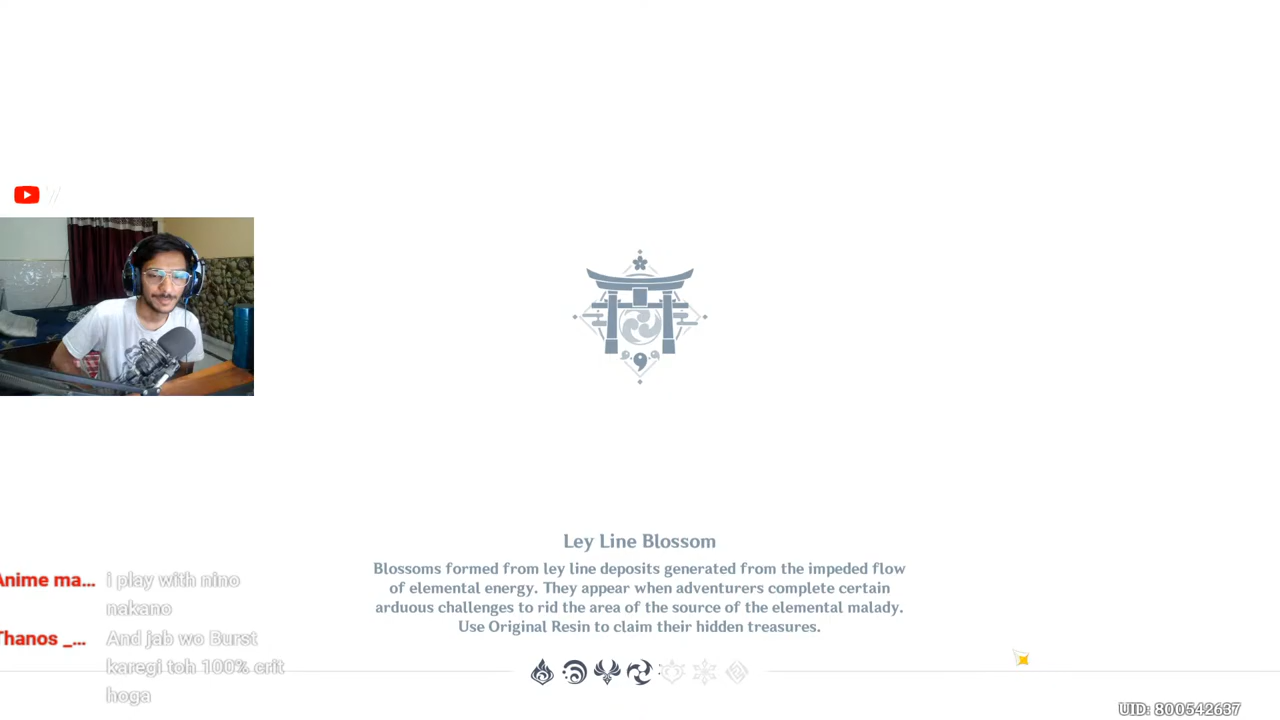 Ley Line Blossom
Blossoms formed from ley line deposits generated from the impeded flow
of elemental energy. They appear when adventurers complete certain
arduous challenges to rid the area of the source of the elemental malady.
Use Original Resin to claim their hidden treasures.
Anime ma... i play with nino
nakano
Thanos _... And jab wo Burst
karegi toh 100% crit
hoga
UID: 800542637